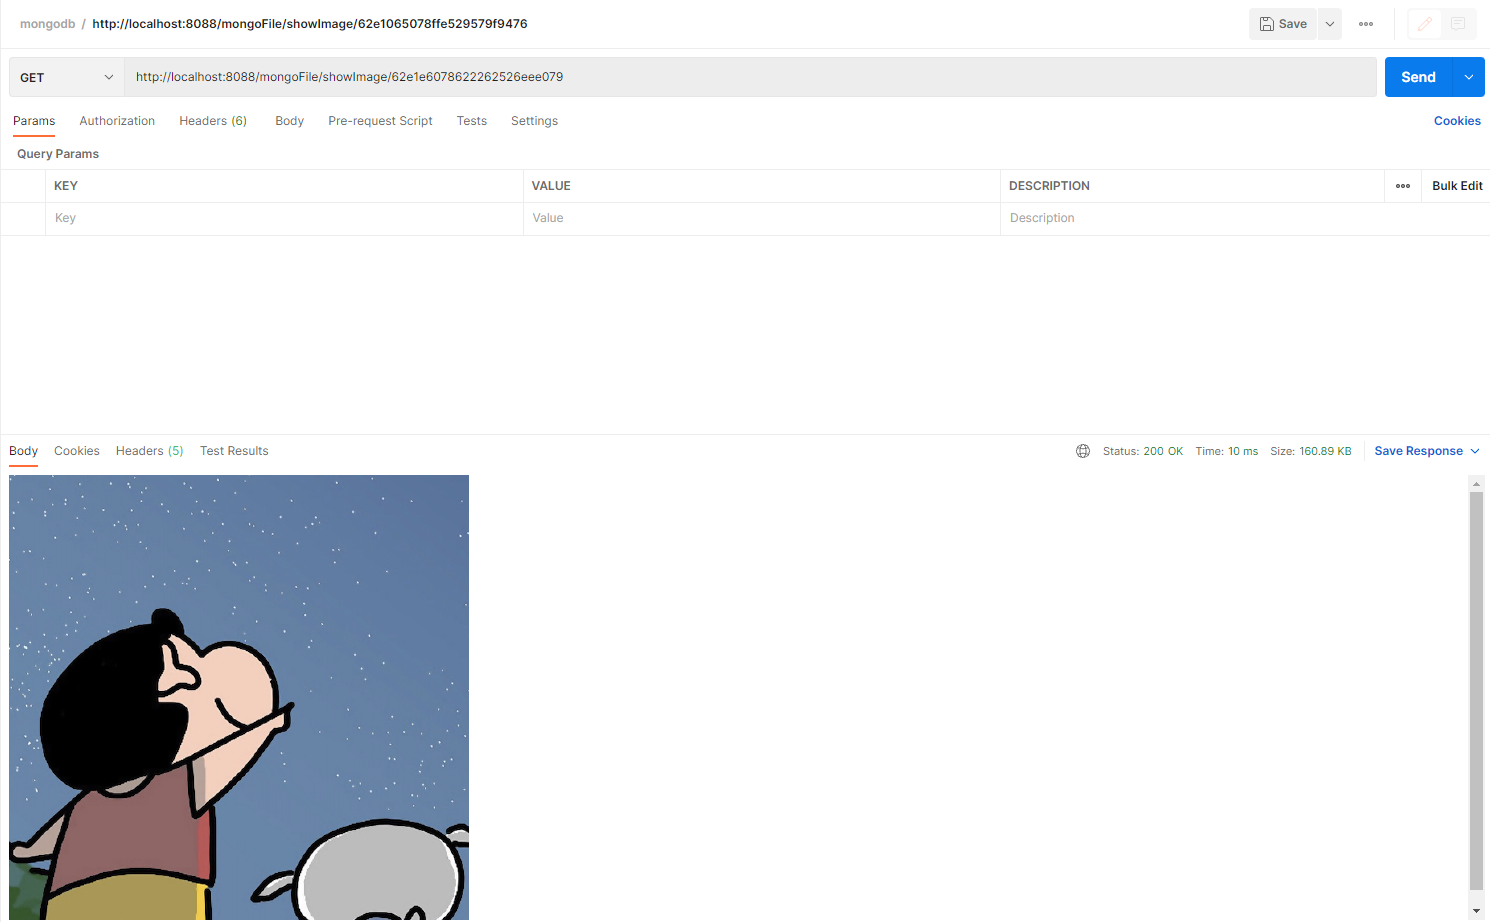 mongodb / http://localhost:8088/mongoFile/showImage/62e1065078ffe529579f9476
Save
GET http://localhost:8088/mongoFile/showImage/62e1e6078622262526eee079 Send
Params Authorization Headers (6) Body Pre-request Script Tests Settings Cookies
Query Params
KEY VALUE DESCRIPTION Bulk Edit
Key Value Description
Body Cookies Headers (5) Test Results Status: 200 OK Time: 10 ms Size: 160.89 KB Save Response